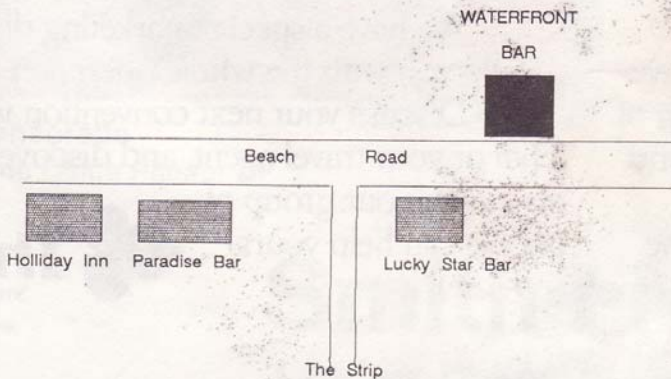 WATERFRONT
BAR
Beach Road
Holliday Inn Paradise Bar Lucky Star Bar
The Strip